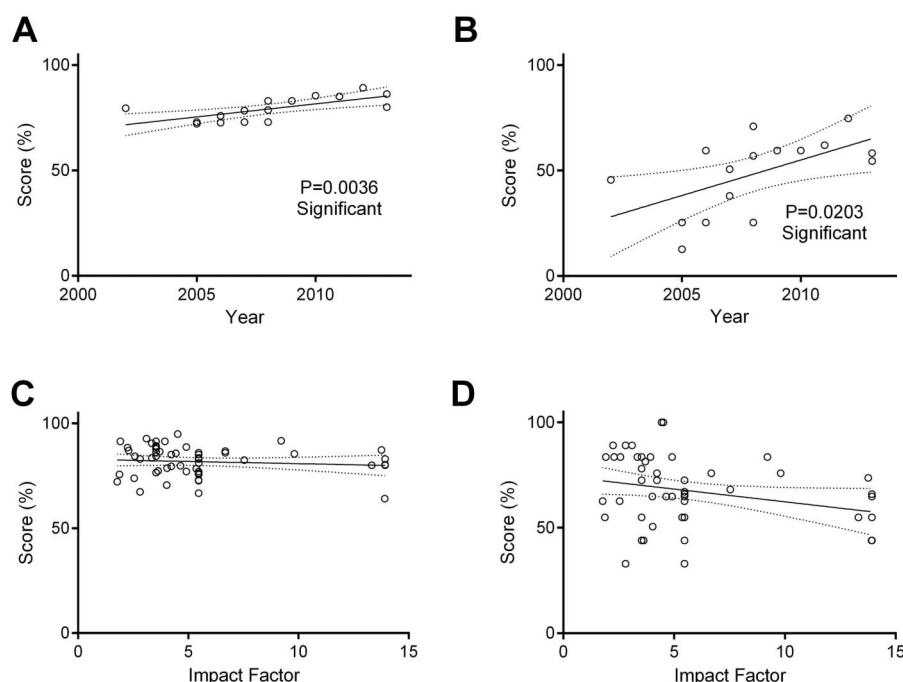 A
B
100
50
0
Score (%)
P=0.0036
Significant
2000
2005
2010
Year
100
50
0
Score (%)
P=0.0203
Significant
2000
2005
2010
Year
C
D
100
50
0
Score (%)
0
5
10
15
Impact Factor
100
50
0
Score (%)
0
5
10
15
Impact Factor